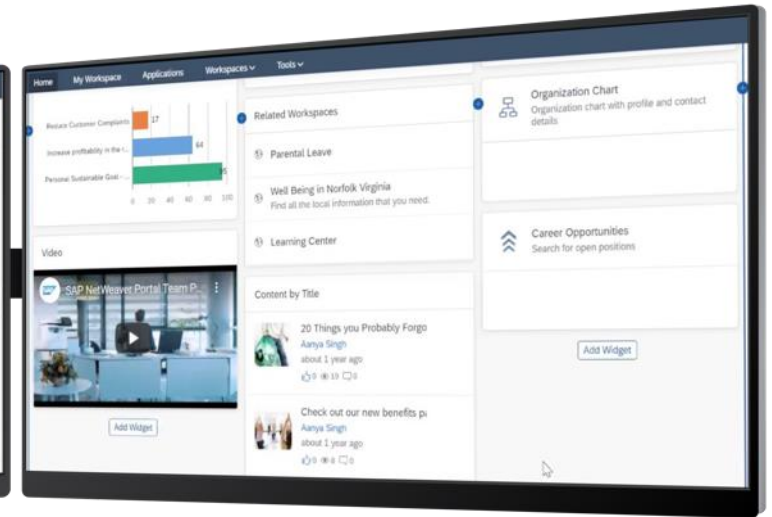 Home
My Workspace
Applications
Workspaces
Tools
Reduce Customer Complaints
17
Increase profitability in the r...
64
Personal Sustainable Goal - ...
95
0 20 40 60 80 100
Video
SAP
SAP NetWeaver Portal Team P...
Add Widget
Related Workspaces
Parental Leave
Well Being in Norfolk Virginia
Find all the local information that you need.
Learning Center
Content by Title
20 Things you Probably Forgo
Aanya Singh
about 1 year ago
0 19 0
Check out our new benefits
Aanya Singh
about 1 year ago
0 8 0
Organization Chart
Organization chart with profile and contact
details
Career Opportunities
Search for open positions
Add Widget